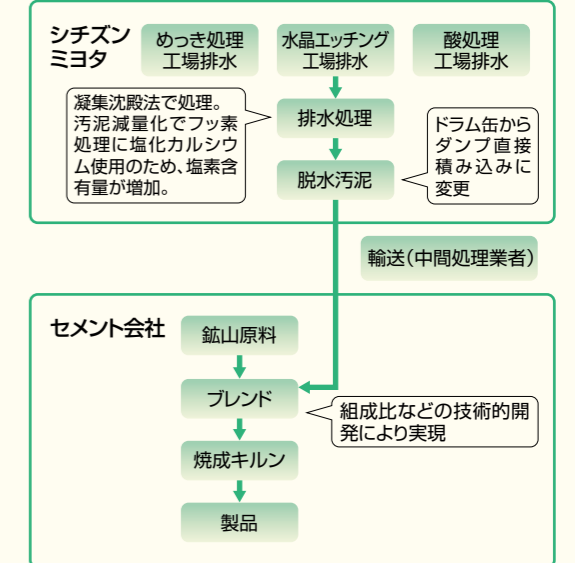 シチズン
ミヨタ
めっき処理
工場排水
水晶エッチング
工場排水
酸処理
工場排水
凝集沈殿法で処理。
汚泥減量化でフッ素
処理に塩化カルシウ
ム使用のため、塩素含
有量が増加。
排水処理
ドラム缶から
ダンプ直接
積み込みに
変更
脱水汚泥
輸送(中間処理業者)
セメント会社
鉱山原料
ブレンド
組成比などの技術的開
発により実現
焼成キルン
製品